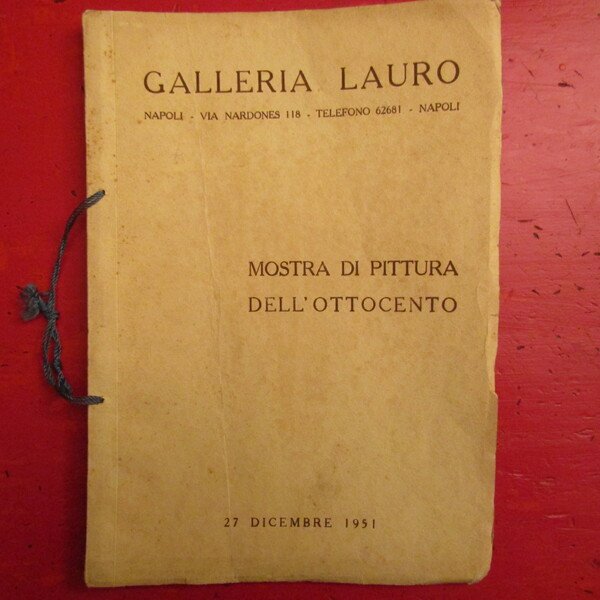 GALLERIA LAURO
NAPOLI - VIA NARDONES 118 - TELEFONO 62681 - NAPOLI
MOSTRA DI PITTURA
DELL'OTTOCENTO
27 DICEMBRE 1951